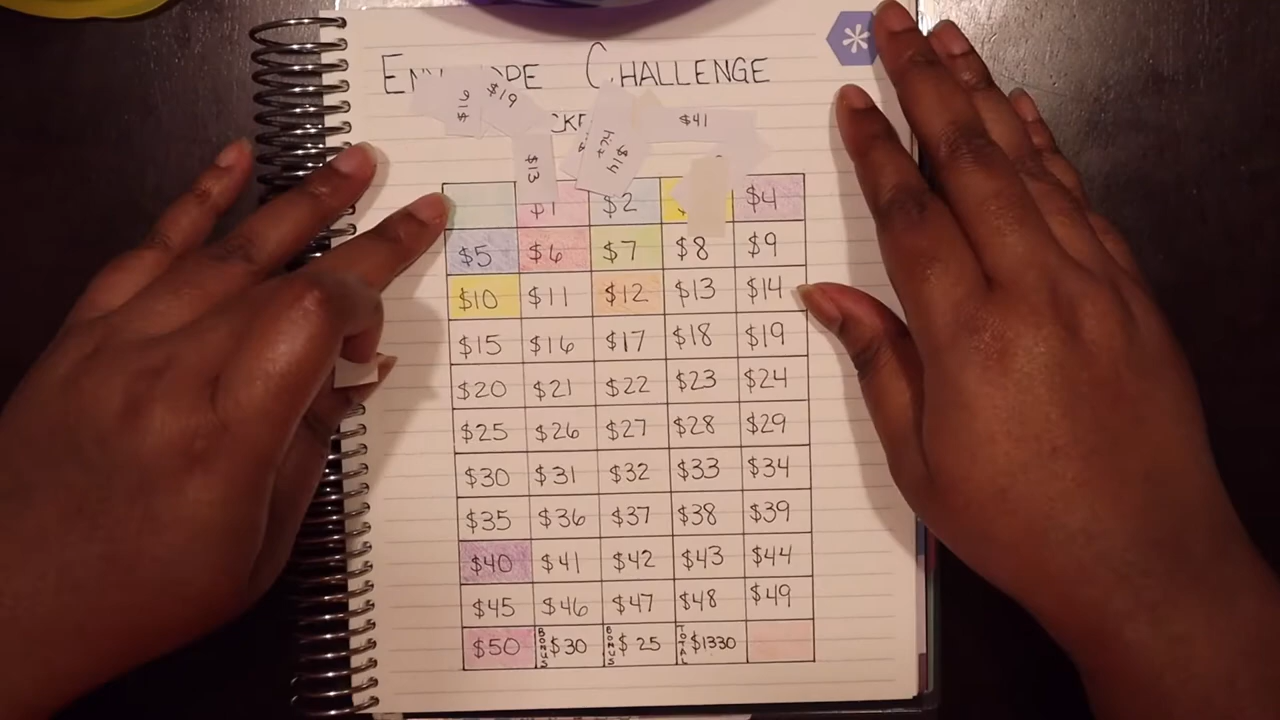 CHALLENGE
$16 $19
$41
$13 $14
$1 $2 $4
$5 $6 $7 $8 $9
$10 $11 $12 $13 $14
$15 $16 $17 $18 $19
$20 $21 $22 $23 $24
$25 $26 $27 $28 $29
$30 $31 $32 $33 $34
$35 $36 $37 $38 $39
$40 $41 $42 $43 $44
$45 $46 $47 $48 $49
$50 BONUS $30 BONUS $25 TOTAL $1330